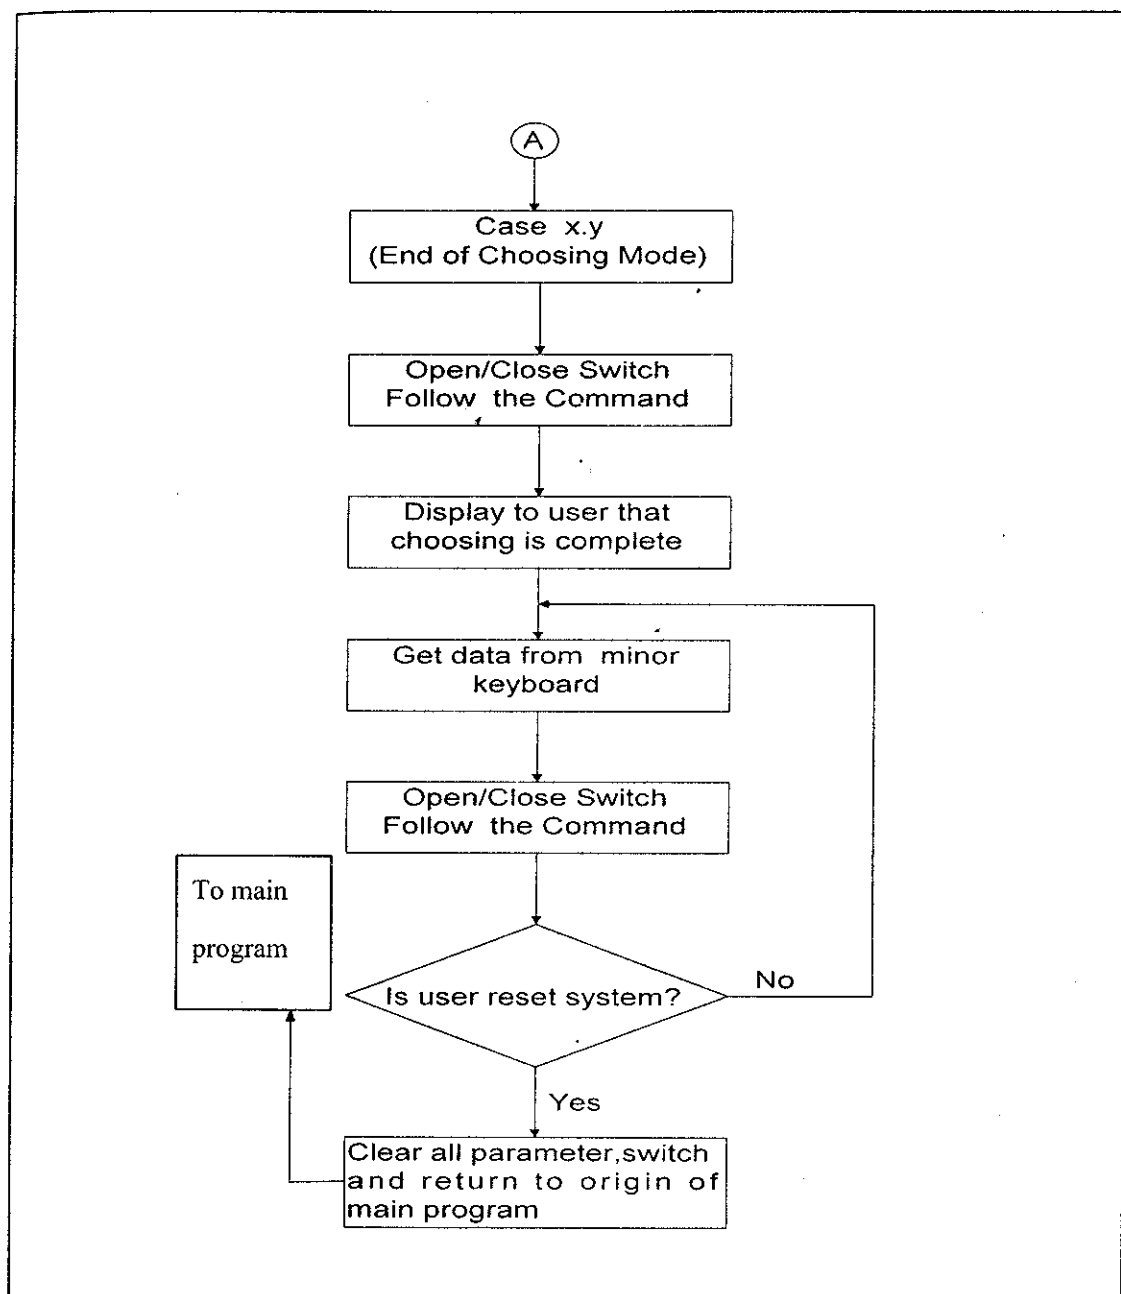 A
Case x.y
(End of Choosing Mode)
Open/Close Switch
Follow the Command
Display to user that
choosing is complete
Get data from minor
keyboard
Open/Close Switch
Follow the Command
To main
program
Is user reset system?
No
Yes
Clear all parameter,switch
and return to origin of
main program